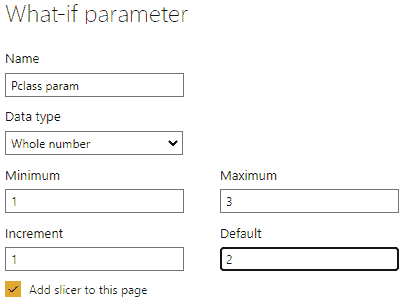 What-if parameter
Name
Pclass param
Data type
Whole number
Minimum Maximum
1 3
Increment Default
1 2
Add slicer to this page